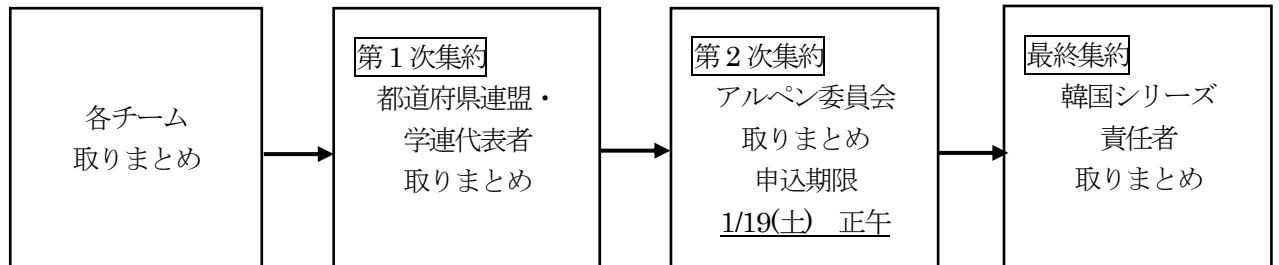 各チーム
取りまとめ
第１次集約
都道府県連盟・
学連代表者
取りまとめ
第２次集約
アルペン委員会
取りまとめ
申込期限
1/19(土)　正午
最終集約
韓国シリーズ
責任者
取りまとめ